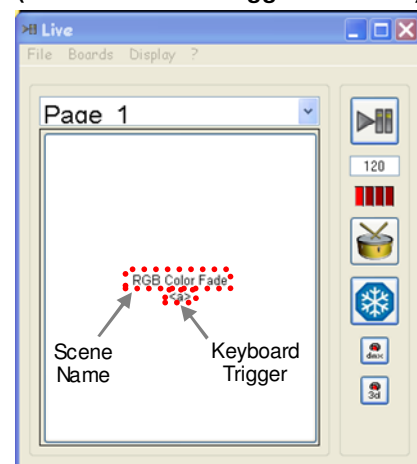 Live
File Boards Display ?
Page 1
120
RGB Color Fade
<a>
Scene
Name
Keyboard
Trigger
dmx
3d